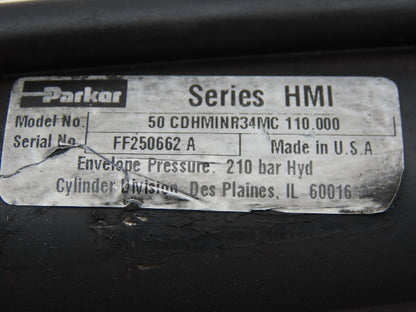 Parker Series HMI
Model No. 50 CDHMINR34MC 110.000
Serial No. FF250662 A Made in U.S.A.
Envelope Pressure: 210 bar Hyd
Cylinder Division, Des Plaines, IL 60016